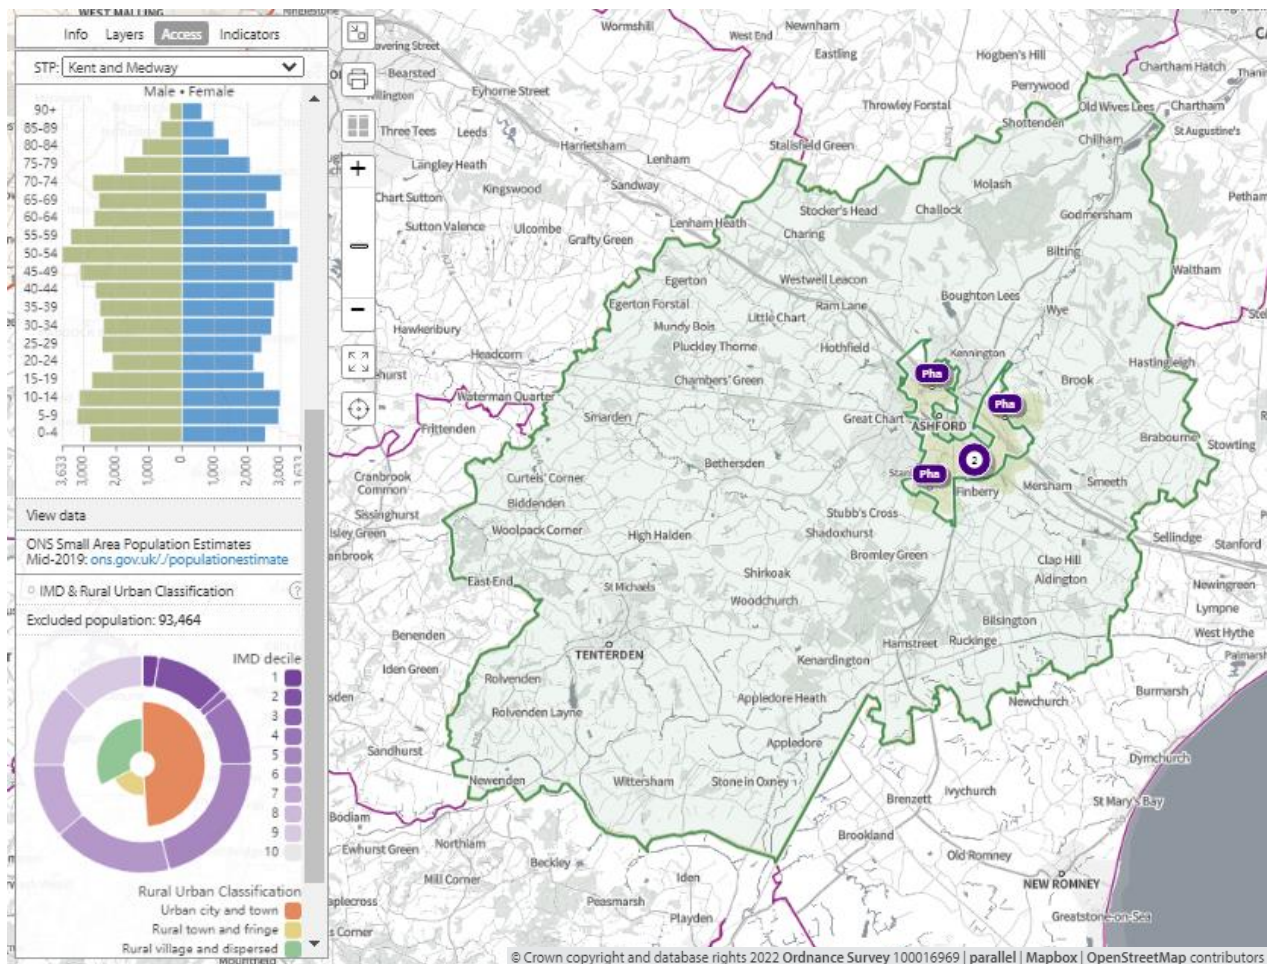 WEST MALLING
Info Layers Access Indicators
STP: Kent and Medway
Male • Female
90+
85-89
80-84
75-79
70-74
65-69
60-64
55-59
50-54
45-49
40-44
35-39
30-34
25-29
20-24
15-19
10-14
5-9
0-4
3,633 3,000 2,000 1,000 0 1,000 2,000 3,000
View data
ONS Small Area Population Estimates
Mid-2019: ons.gov.uk/./populationestimate
IMD & Rural Urban Classification
?
Excluded population: 93,464
IMD decile
1
2
3
4
5
6
7
8
9
10
Rural Urban Classification
Urban city and town
Rural town and fringe
Rural village and dispersed
Wormshill
West End
Newnham
Eastling
Hogben's Hill
Perrywood
Chartham Hatch
Bearsted
Eyhorne Street
Throwley Forstal
Old Wives Lees
Chartham
Shottenden
St Augustine's
Three Tees
Leeds
Harrietsham
Stalisfield Green
Chilham
Langley Heath
Lenham
Kingswood
Sandway
Molash
Petham
Chart Sutton
Stocker's Head
Challock
Godmersham
Sutton Valence
Ulcombe
Lenham Heath
Charing
Grafty Green
Bilting
Waltham
Egerton
Westwell Leacon
Boughton Lees
Egerton Forstal
Ram Lane
Wye
Little Chart
Mundy Bois
Hawkenbury
Pluckley Thorne
Hothfield
Kennington
Headcorn
Hastingleigh
Chambers' Green
Pha
Brook
Waterman Quarter
Pha
Smarden
Great Chart
ASHFORD
Frittenden
Brabourne
Stowting
Bethersden
2
Cranbrook
Common
Curtels' Corner
Pha
Finberry
Mersham
Smeeth
Biddenden
Sissinghurst
Stubb's Cross
Woolpack Corner
High Halden
Shadoxhurst
Sellindge
Stanford
Bromley Green
Clap Hill
East End
Shirkoak
Aldington
St Michaels
Newingreen
Woodchurch
Lympne
Bilsington
Benenden
West Hythe
TENTERDEN
Hamstreet
Ruckinge
Iden Green
Kenardington
Rolvenden
Appledore Heath
Burmarsh
Rolvenden Layne
Newchurch
Appledore
Sandhurst
Dymchurch
Newenden
Wittersham
Stone in Oxney
Ivychurch
Brenzett
St Mary's Bay
Bodiam
Brookland
Ewhurst Green
Northiam
Old Romney
Beckley
Mill Corner
Iden
NEW ROMNEY
Peasmarsh
Playden
Greatstone-on-Sea
© Crown copyright and database rights 2022 Ordnance Survey 100016969 | parallel | Mapbox | OpenStreetMap contributors